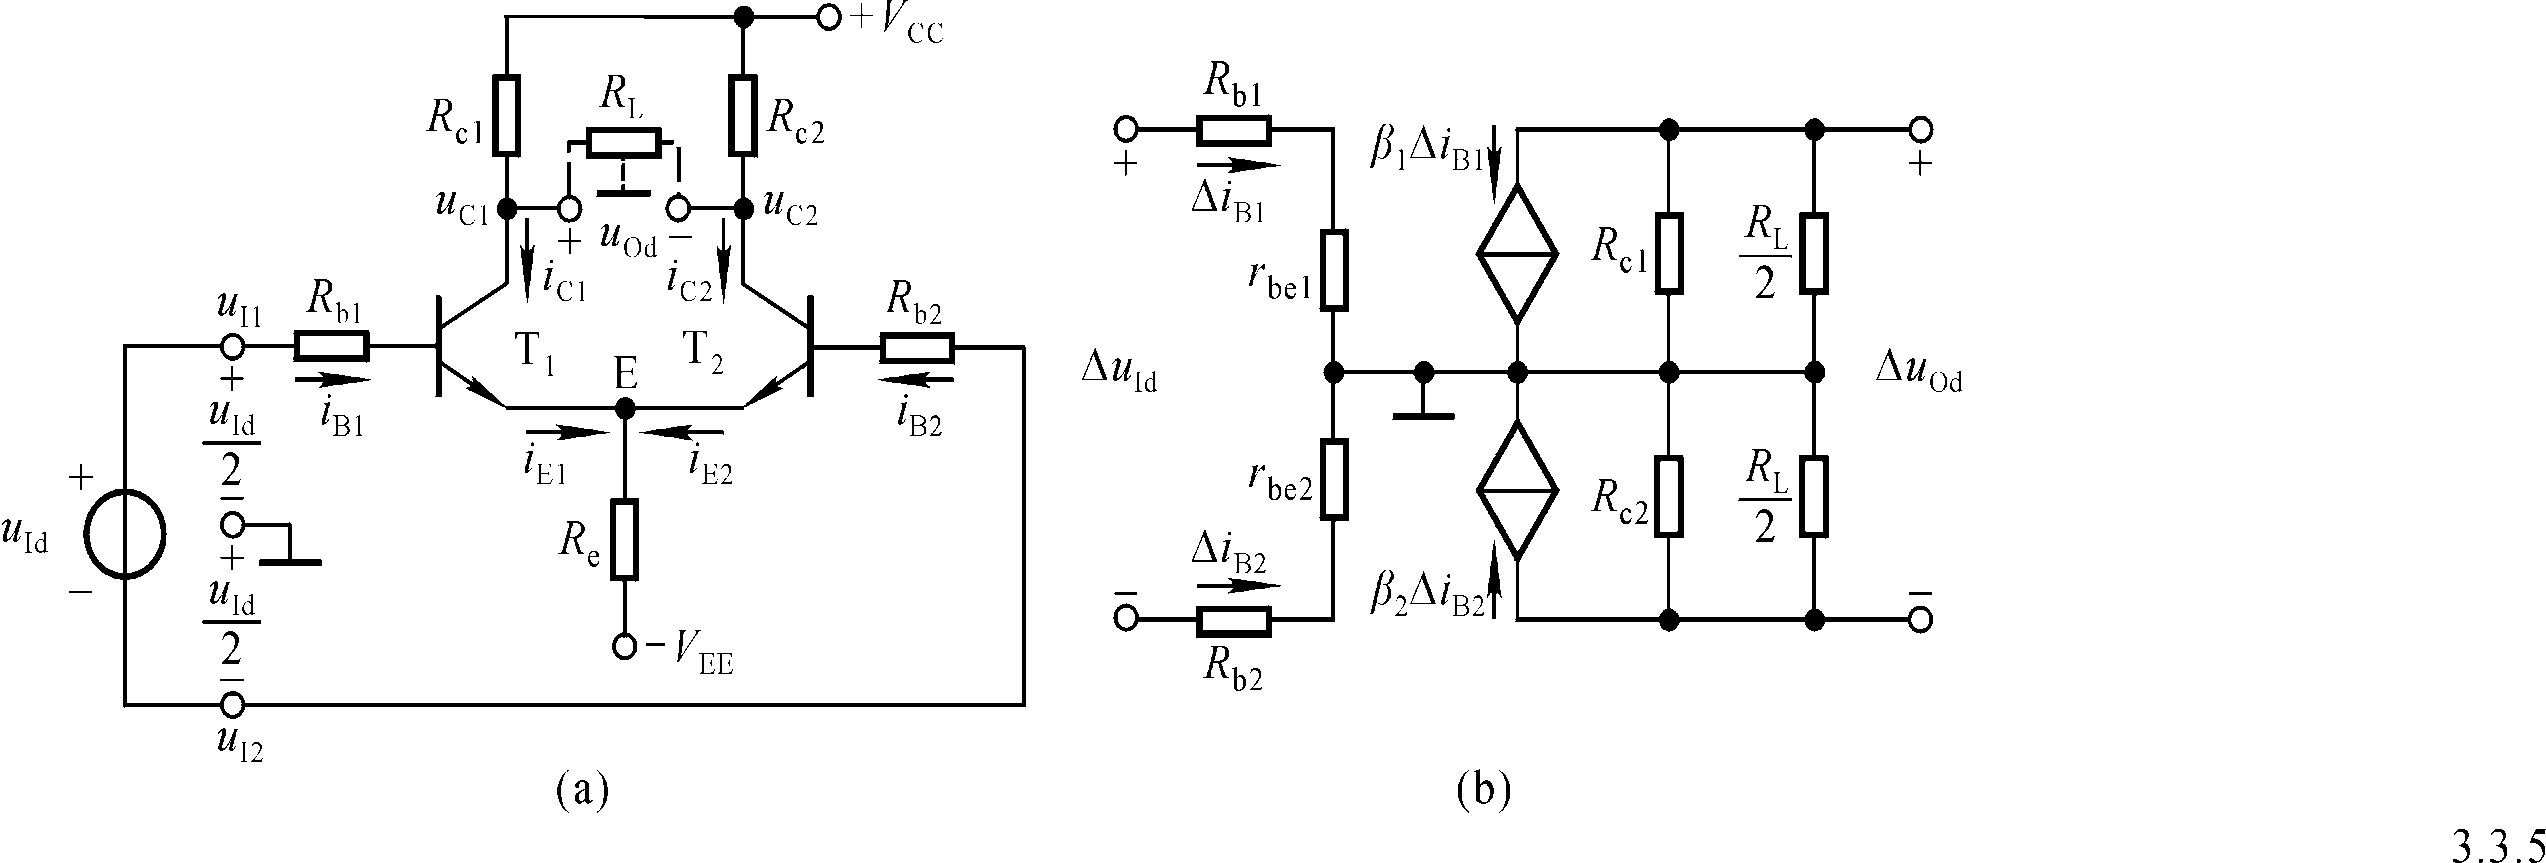 +V_CC
R_c1
R_L
R_c2
u_C1
+
u_Od
−
u_C2
i_C1
i_C2
u_I1
R_b1
T_1
T_2
R_b2
+
i_B1
E
i_B2
u_Id
2
i_E1
i_E2
+
u_Id
−
−
+
R_e
u_Id
2
−
−V_EE
u_I2
(a)
R_b1
+
Δi_B1
β_1Δi_B1
+
r_be1
R_c1
R_L
2
Δu_Id
Δu_Od
r_be2
R_c2
R_L
2
Δi_B2
−
β_2Δi_B2
−
R_b2
(b)
3.3.5